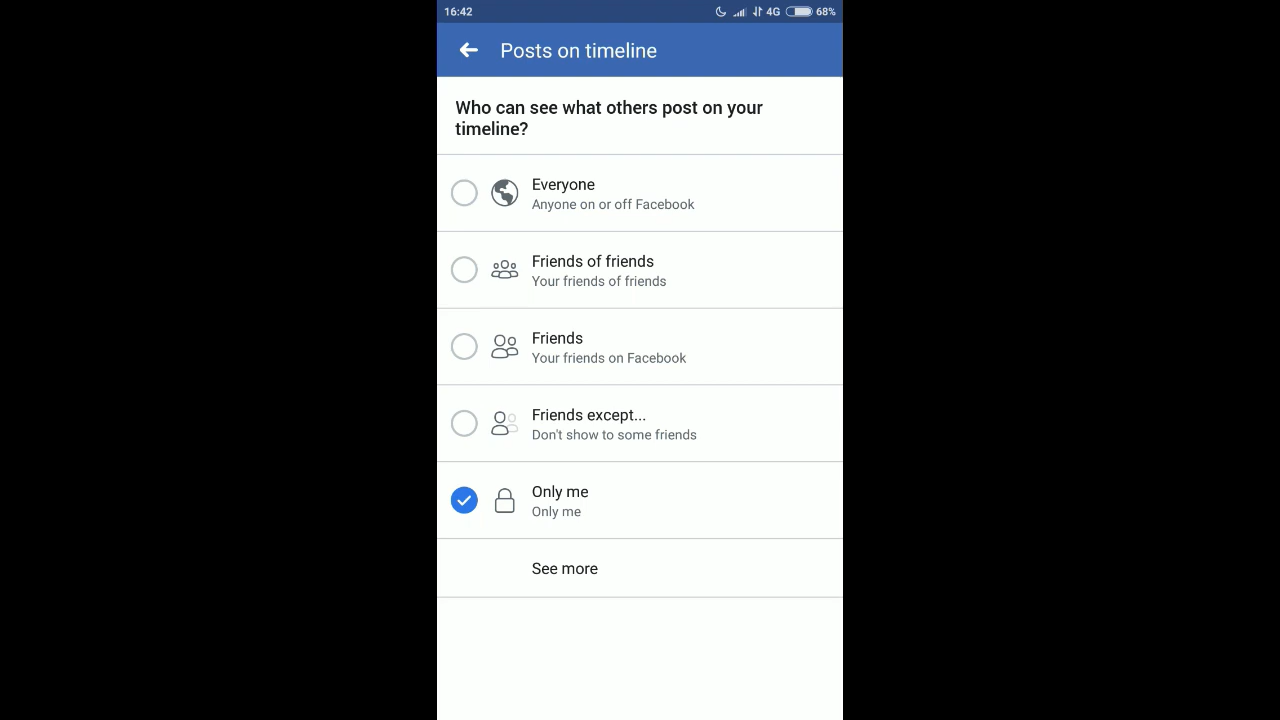 16:42 4G 68%
Posts on timeline
Who can see what others post on your
timeline?
Everyone
Anyone on or off Facebook
Friends of friends
Your friends of friends
Friends
Your friends on Facebook
Friends except...
Don't show to some friends
Only me
Only me
See more